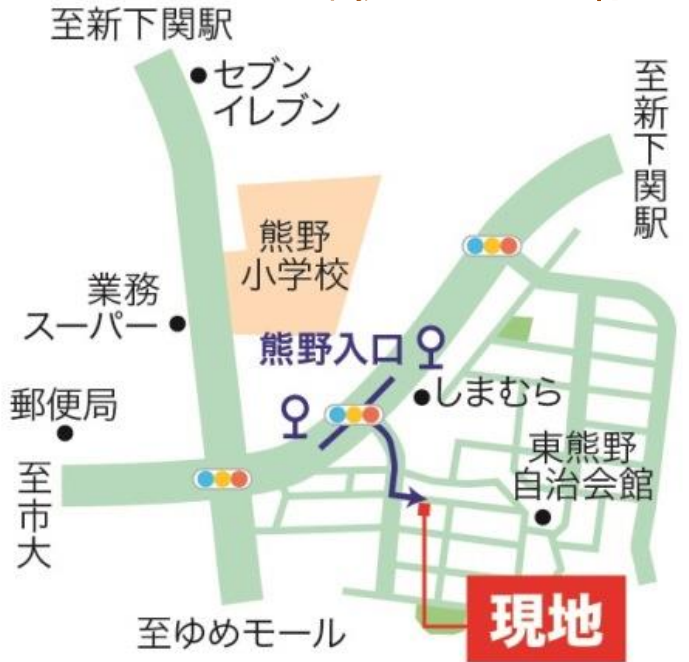 至新下関駅
セブン
イレブン
至新下関駅
熊野
小学校
業務
スーパー
熊野入口
しまむら
郵便局
東熊野
自治会館
至市大
現地
至ゆめモール